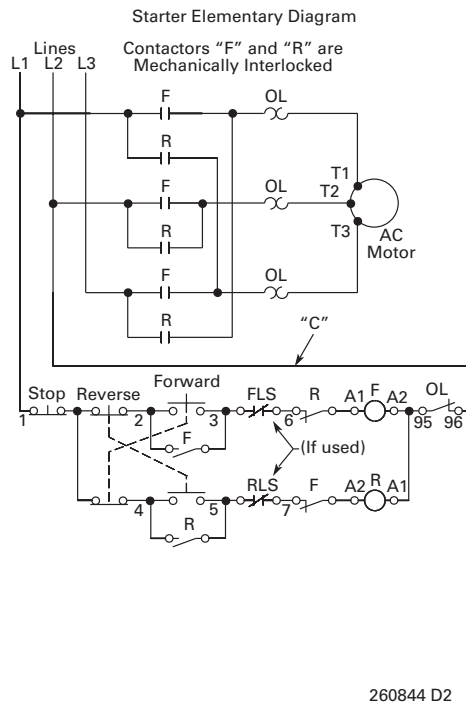 Starter Elementary Diagram
Lines
Contactors “F” and “R” are
Mechanically Interlocked
L1 L2 L3
F OL
R
T1
F OL T2
R
T3
AC
Motor
F OL
R
“C”
Stop Reverse Forward FLS R A1 F A2 OL
1 2 3 6 95 96
F
(If used)
RLS F A2 R A1
4 5 7
R
260844 D2